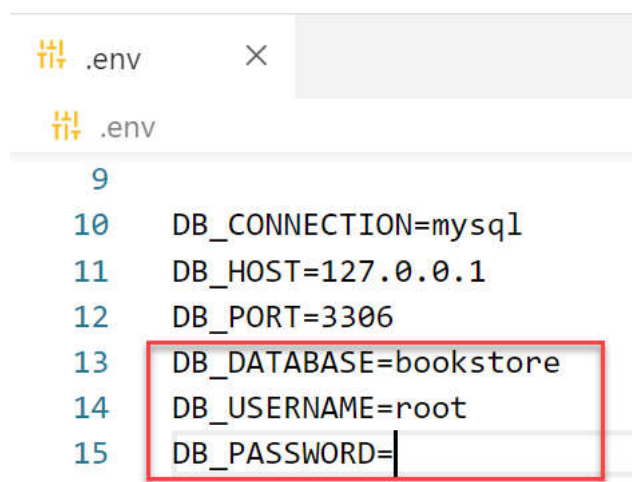 .env
.env
9
10 DB_CONNECTION=mysql
11 DB_HOST=127.0.0.1
12 DB_PORT=3306
13 DB_DATABASE=bookstore
14 DB_USERNAME=root
15 DB_PASSWORD=